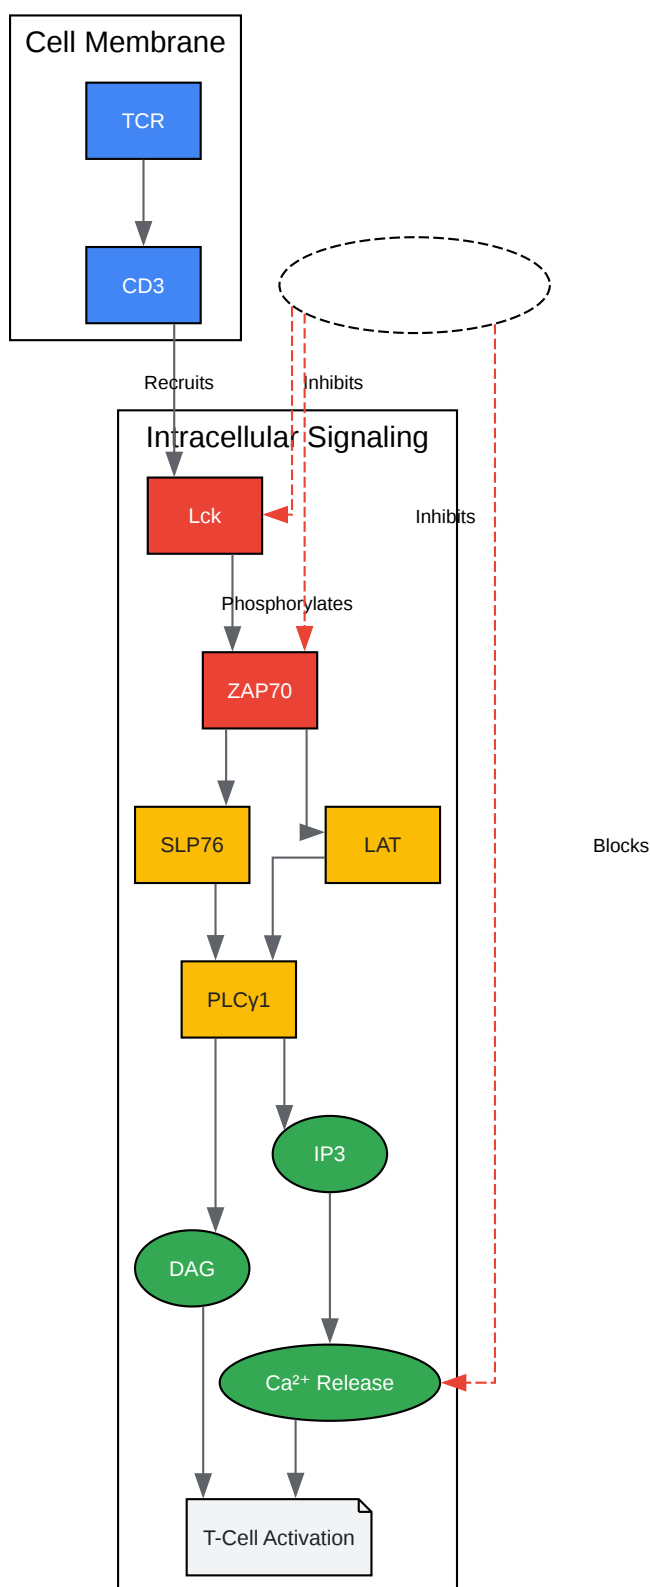 Cell Membrane
TCR
CD3
Recruits
Inhibits
Intracellular Signaling
Lck
Inhibits
Phosphorylates
ZAP70
SLP76
LAT
Blocks
PLCγ1
IP3
DAG
Ca²⁺ Release
T-Cell Activation